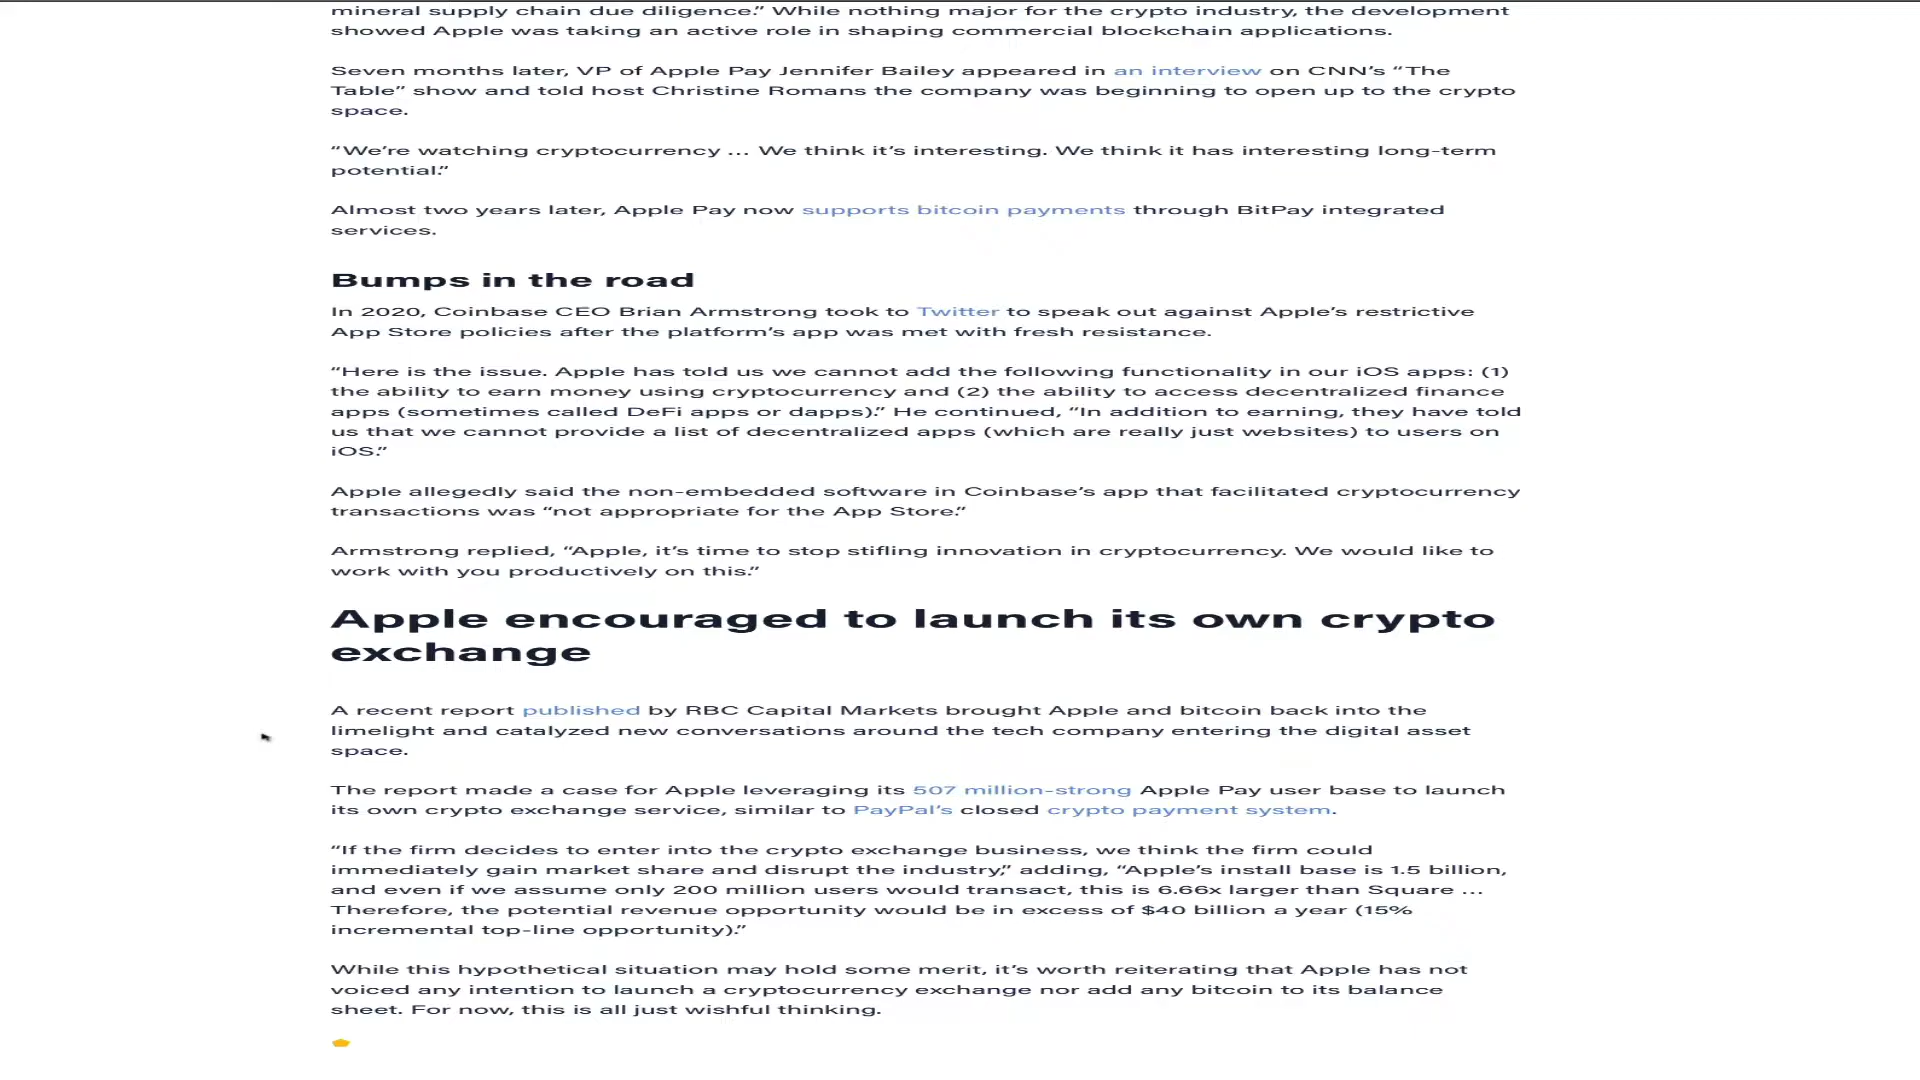 mineral supply chain due diligence.” While nothing major for the crypto industry, the development
showed Apple was taking an active role in shaping commercial blockchain applications.
Seven months later, VP of Apple Pay Jennifer Bailey appeared in an interview on CNN’s “The
Table” show and told host Christine Romans the company was beginning to open up to the crypto
space.
“We’re watching cryptocurrency … We think it’s interesting. We think it has interesting long-term
potential.”
Almost two years later, Apple Pay now supports bitcoin payments through BitPay integrated
services.
Bumps in the road
In 2020, Coinbase CEO Brian Armstrong took to Twitter to speak out against Apple’s restrictive
App Store policies after the platform’s app was met with fresh resistance.
“Here is the issue. Apple has told us we cannot add the following functionality in our iOS apps: (1)
the ability to earn money using cryptocurrency and (2) the ability to access decentralized finance
apps (sometimes called DeFi apps or dapps).” He continued, “In addition to earning, they have told
us that we cannot provide a list of decentralized apps (which are really just websites) to users on
iOS.”
Apple allegedly said the non-embedded software in Coinbase’s app that facilitated cryptocurrency
transactions was “not appropriate for the App Store.”
Armstrong replied, “Apple, it’s time to stop stifling innovation in cryptocurrency. We would like to
work with you productively on this.”
Apple encouraged to launch its own crypto
exchange
A recent report published by RBC Capital Markets brought Apple and bitcoin back into the
limelight and catalyzed new conversations around the tech company entering the digital asset
space.
The report made a case for Apple leveraging its 507 million-strong Apple Pay user base to launch
its own crypto exchange service, similar to PayPal’s closed crypto payment system.
“If the firm decides to enter into the crypto exchange business, we think the firm could
immediately gain market share and disrupt the industry,” adding, “Apple’s install base is 1.5 billion,
and even if we assume only 200 million users would transact, this is 6.66x larger than Square …
Therefore, the potential revenue opportunity would be in excess of $40 billion a year (15%
incremental top-line opportunity).”
While this hypothetical situation may hold some merit, it’s worth reiterating that Apple has not
voiced any intention to launch a cryptocurrency exchange nor add any bitcoin to its balance
sheet. For now, this is all just wishful thinking.